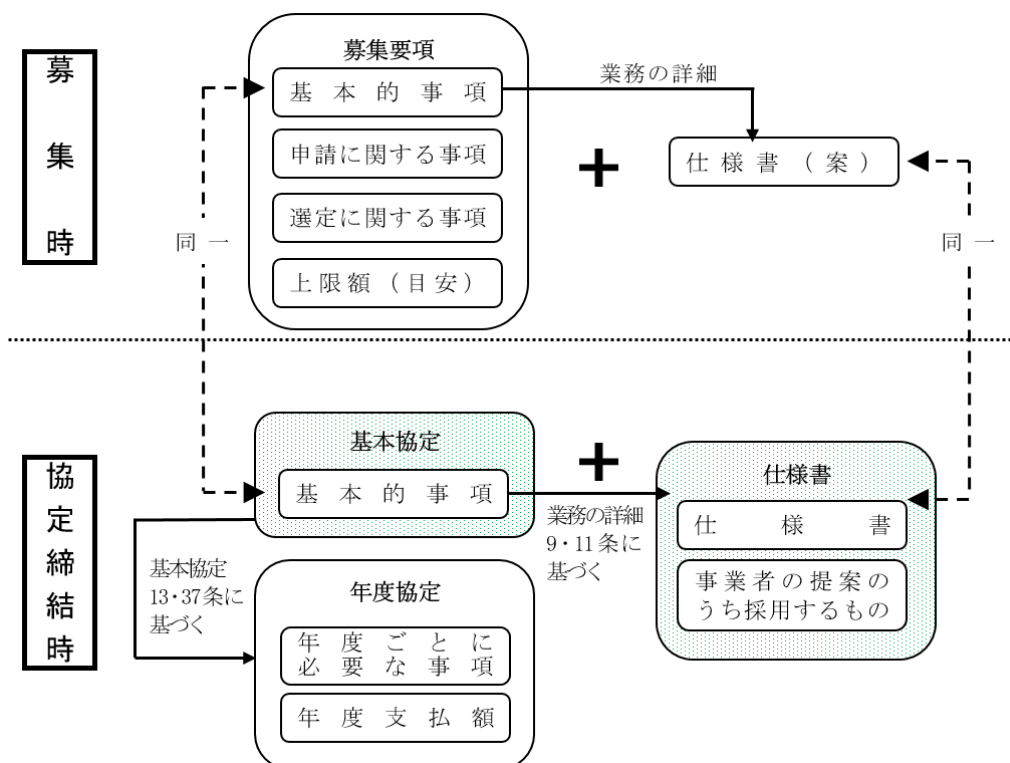 募集時
募集要項
基本的事項
申請に関する事項
選定に関する事項
上限額（目安）
業務の詳細
+
仕様書（案）
同一
同一
協定締結時
基本協定
基本的事項
基本協定
13・37条に
基づく
年度協定
年度ごとに
必要な事項
年度支払額
+
業務の詳細
9・11条に
基づく
仕様書
仕様書
事業者の提案の
うち採用するもの